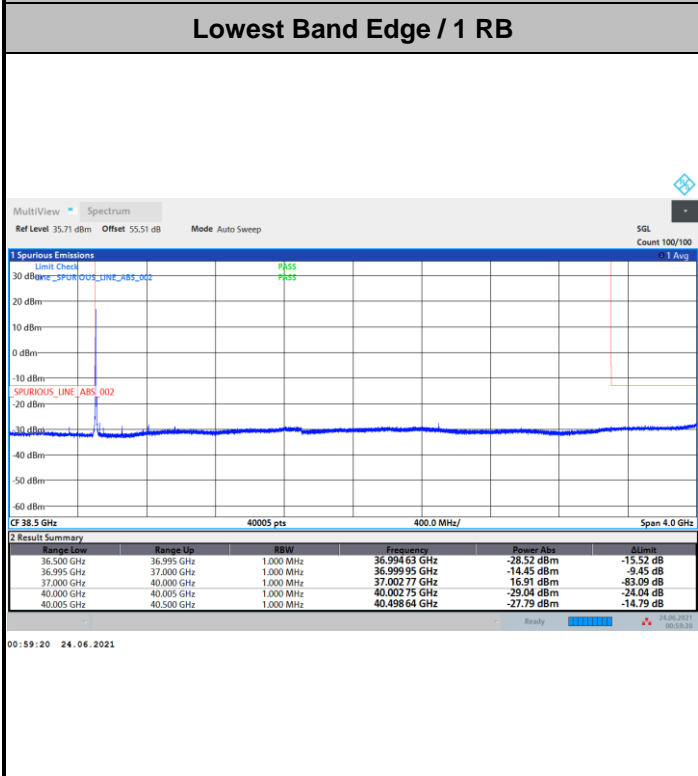 Lowest Band Edge / 1 RB
MultiView Spectrum
Ref Level 35.71 dBm Offset 55.51 dB Mode Auto Sweep SGL
Count 100/100
1 Spurious Emissions 1 Avg
Limit Check PASS
30 dBm Line _SPURIOUS_LINE_ABS_002 PASS
20 dBm
10 dBm
0 dBm
-10 dBm
_SPURIOUS_LINE_ABS_002
-20 dBm
-30 dBm
-40 dBm
-50 dBm
-60 dBm
CF 38.5 GHz 40005 pts 400.0 MHz/ Span 4.0 GHz
2 Result Summary
Range Low Range Up RBW Frequency Power Abs ΔLimit
36.500 GHz 36.995 GHz 1.000 MHz 36.994 63 GHz -28.52 dBm -15.52 dB
36.995 GHz 37.000 GHz 1.000 MHz 36.999 95 GHz -14.45 dBm -9.45 dB
37.000 GHz 40.000 GHz 1.000 MHz 37.002 77 GHz 16.91 dBm -83.09 dB
40.000 GHz 40.005 GHz 1.000 MHz 40.002 75 GHz -29.04 dBm -24.04 dB
40.005 GHz 40.500 GHz 1.000 MHz 40.498 64 GHz -27.79 dBm -14.79 dB
Ready 24.06.2021
00:59:20
00:59:20 24.06.2021